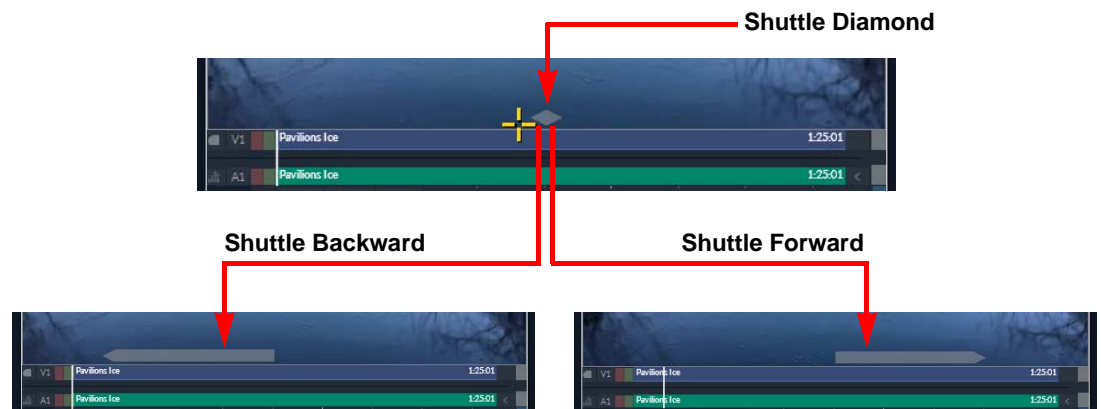 Shuttle Diamond
V1 Pavilions Ice 1:25:01
A1 Pavilions Ice 1:25:01 <
Shuttle Backward
Shuttle Forward
V1 Pavilions Ice 1:25:01
A1 Pavilions Ice 1:25:01 <
V1 Pavilions Ice 1:25:01
A1 Pavilions Ice 1:25:01 <